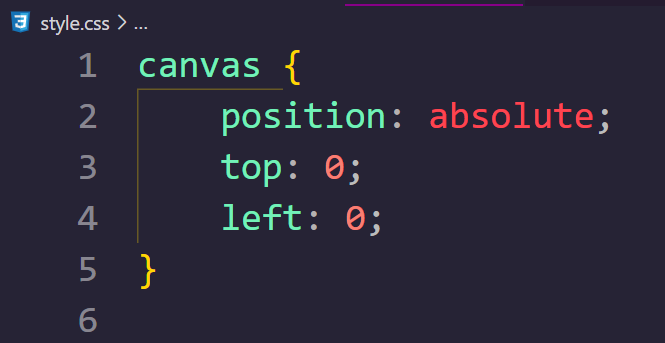 style.css > ...
1 canvas {
2     position: absolute;
3     top: 0;
4     left: 0;
5 }
6